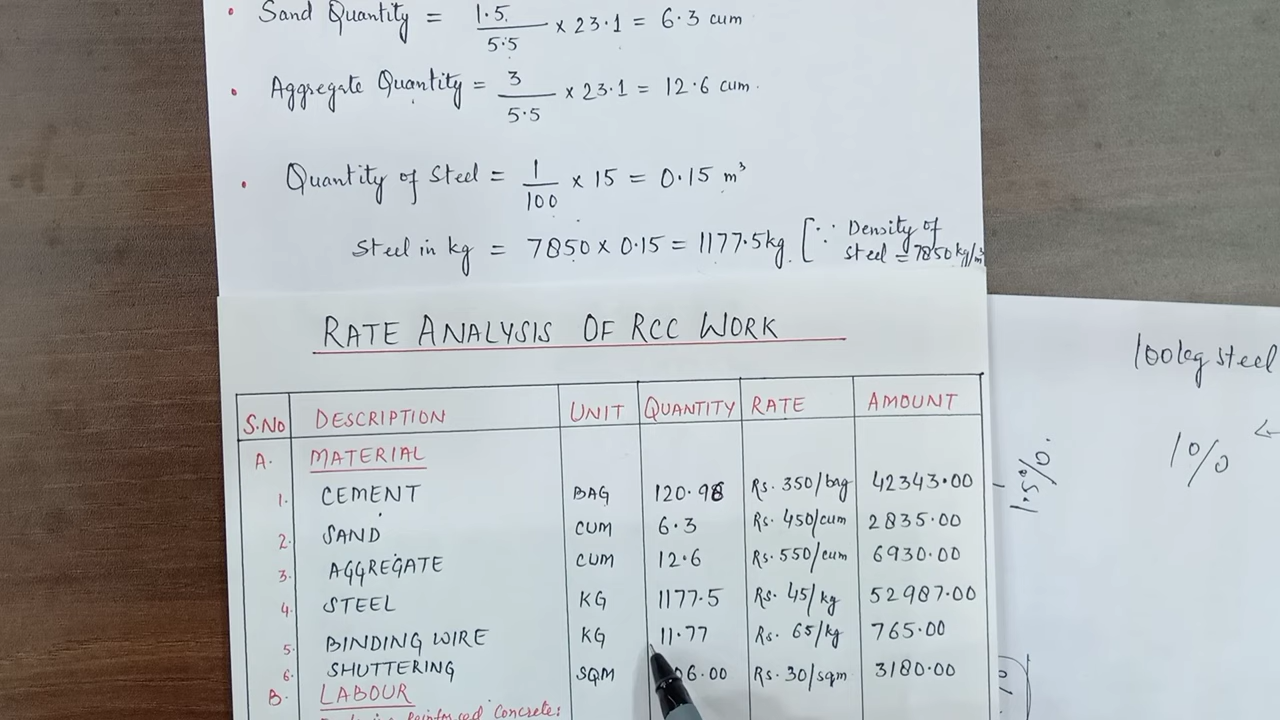 • Sand Quantity = 1.5/5.5 x 23.1 = 6.3 cum
• Aggregate Quantity = 3/5.5 x 23.1 = 12.6 cum.
• Quantity of Steel = 1/100 x 15 = 0.15 m³
Steel in kg = 7850 x 0.15 = 1177.5kg. [∵ Density of steel = 7850 kg/m³
RATE ANALYSIS OF RCC WORK
S.No DESCRIPTION UNIT QUANTITY RATE AMOUNT
A. MATERIAL
1. CEMENT BAG 120.98 Rs. 350/bag 42343.00
2. SAND CUM 6.3 Rs. 450/cum 2835.00
3. AGGREGATE CUM 12.6 Rs. 550/cum 6930.00
4. STEEL KG 1177.5 Rs. 45/kg 52987.00
5. BINDING WIRE KG 11.77 Rs. 65/kg 765.00
6. SHUTTERING SQM 06.00 Rs. 30/sqm 3180.00
B. LABOUR
Reinforced Concrete:
100kg steel
1%
1.5%.